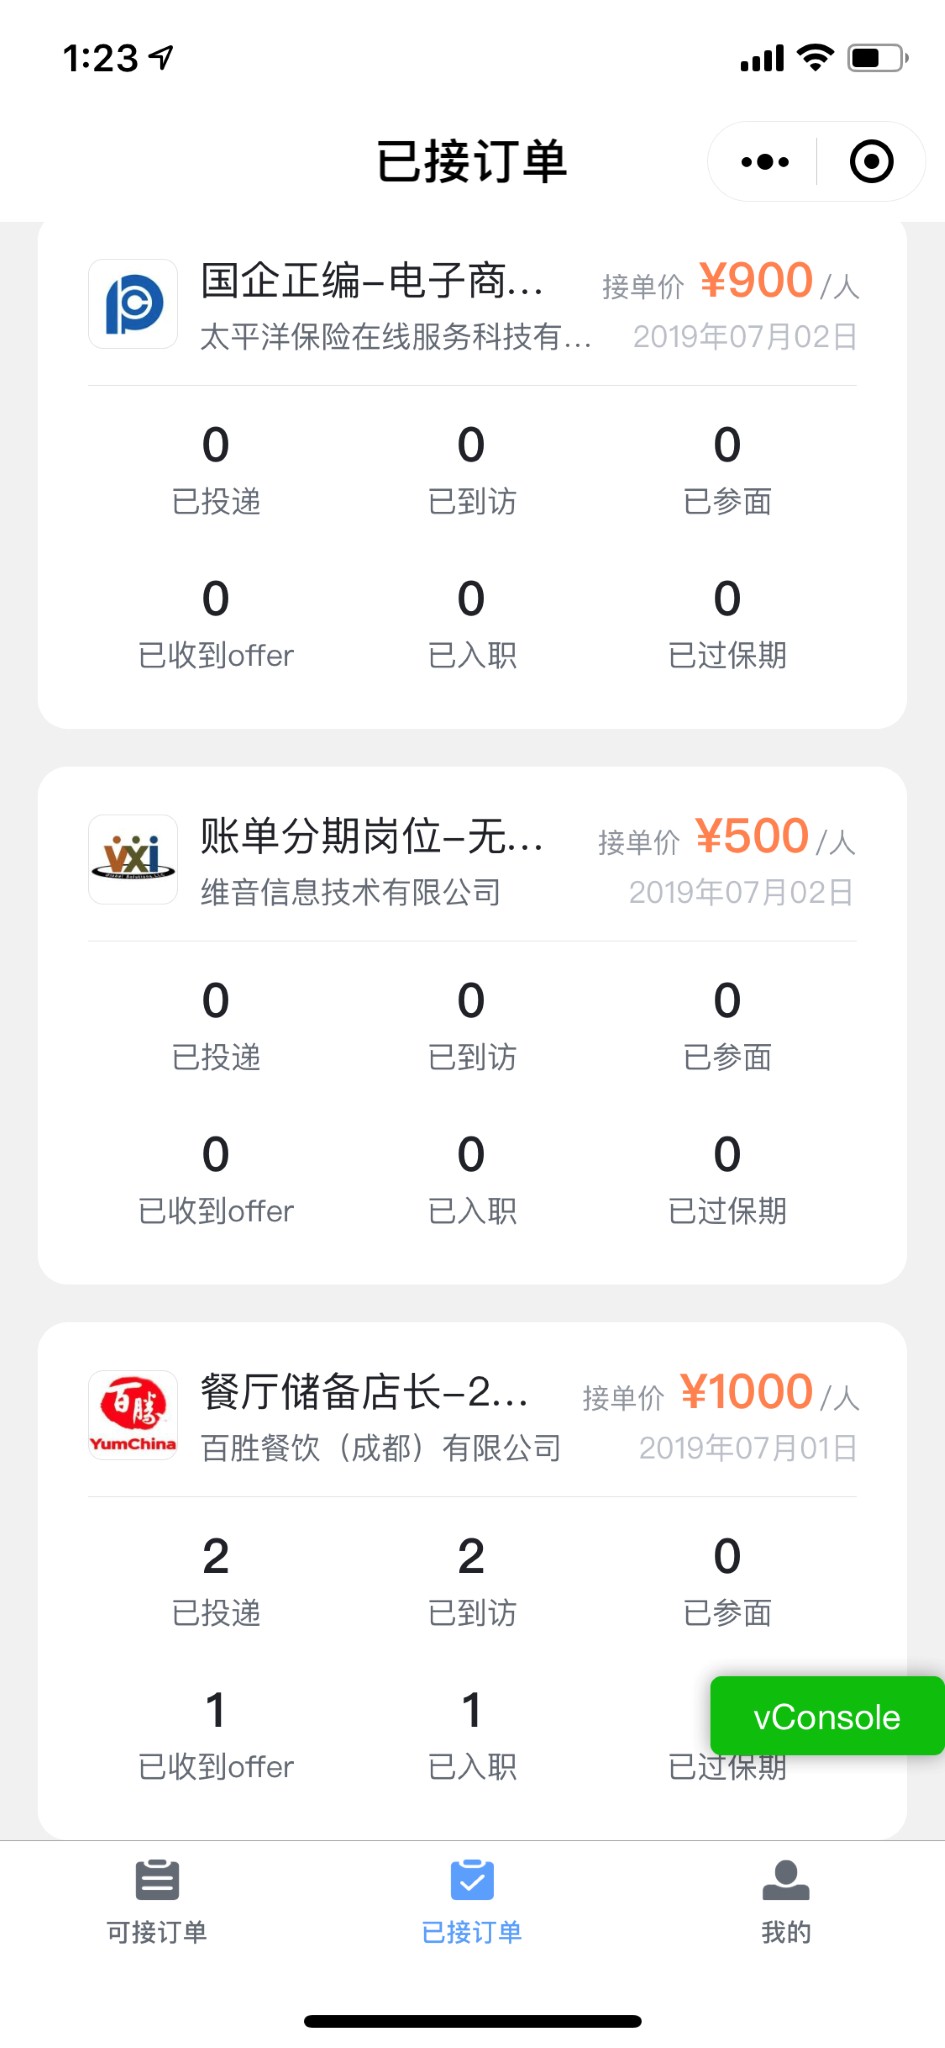 1:23
已接订单
国企正编-电子商... 接单价 ¥900/人
太平洋保险在线服务科技有... 2019年07月02日
0 0 0
已投递 已到访 已参面
0 0 0
已收到offer 已入职 已过保期
VXI
账单分期岗位-无... 接单价 ¥500/人
维音信息技术有限公司 2019年07月02日
0 0 0
已投递 已到访 已参面
0 0 0
已收到offer 已入职 已过保期
百勝
YumChina
餐厅储备店长-2... 接单价 ¥1000/人
百胜餐饮（成都）有限公司 2019年07月01日
2 2 0
已投递 已到访 已参面
1 1
vConsole
已收到offer 已入职 已过保期
可接订单 已接订单 我的